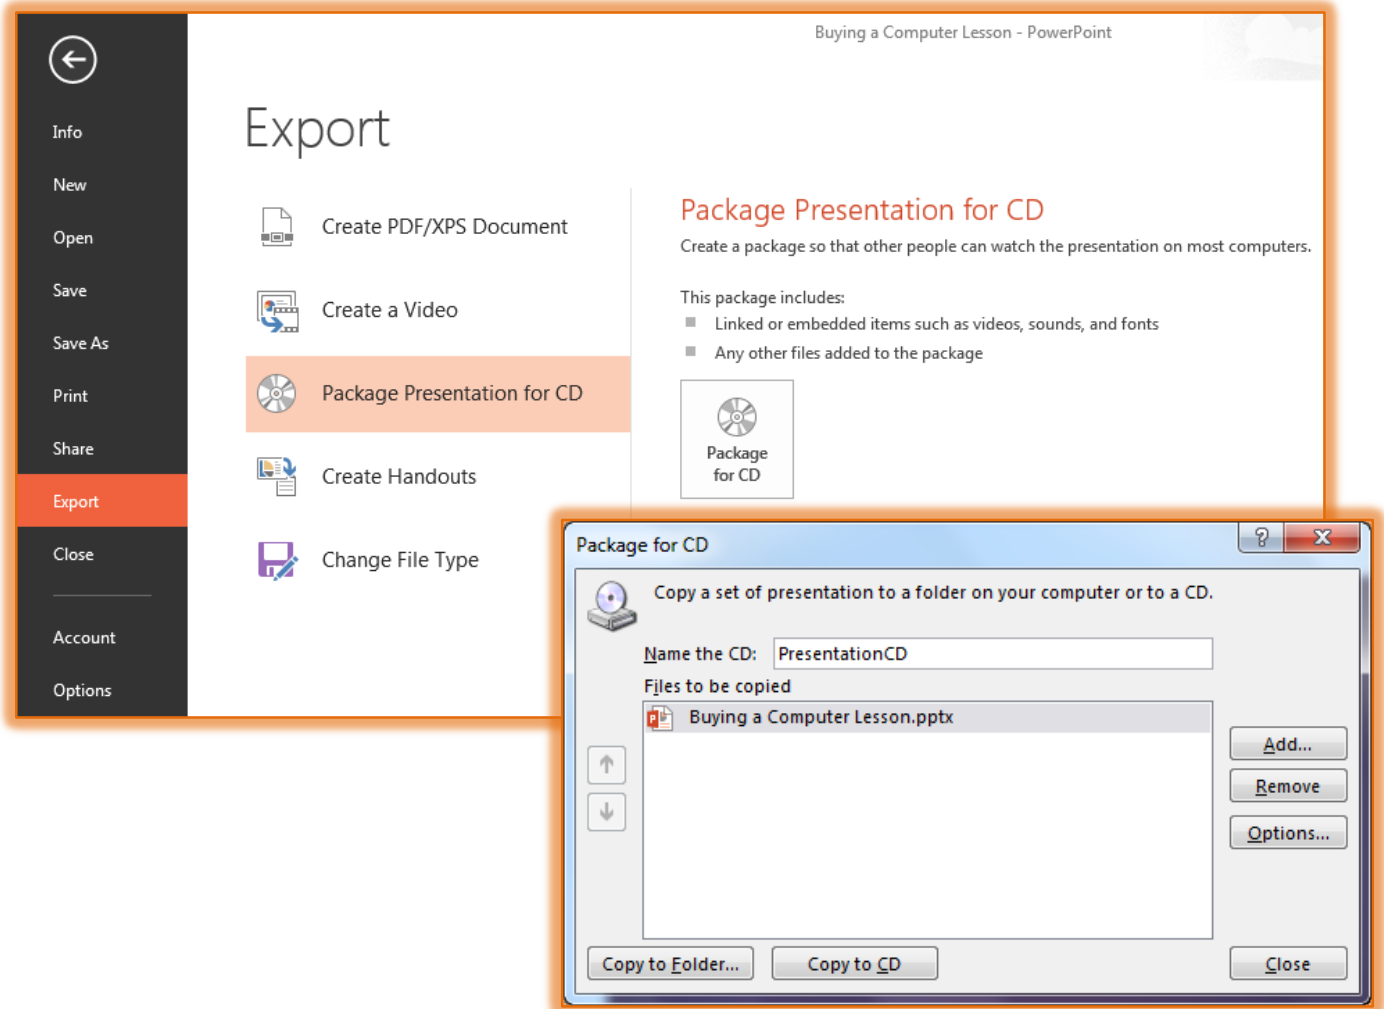 Buying a Computer Lesson - PowerPoint
Info
New
Open
Save
Save As
Print
Share
Export
Close
Account
Options
Export
Create PDF/XPS Document
Create a Video
Package Presentation for CD
Create Handouts
Change File Type
Package Presentation for CD
Create a package so that other people can watch the presentation on most computers.
This package includes:
Linked or embedded items such as videos, sounds, and fonts
Any other files added to the package
Package
for CD
Package for CD
?
X
Copy a set of presentation to a folder on your computer or to a CD.
Name the CD: PresentationCD
Files to be copied
Buying a Computer Lesson.pptx
Add...
Remove
Options...
Copy to Folder...
Copy to CD
Close